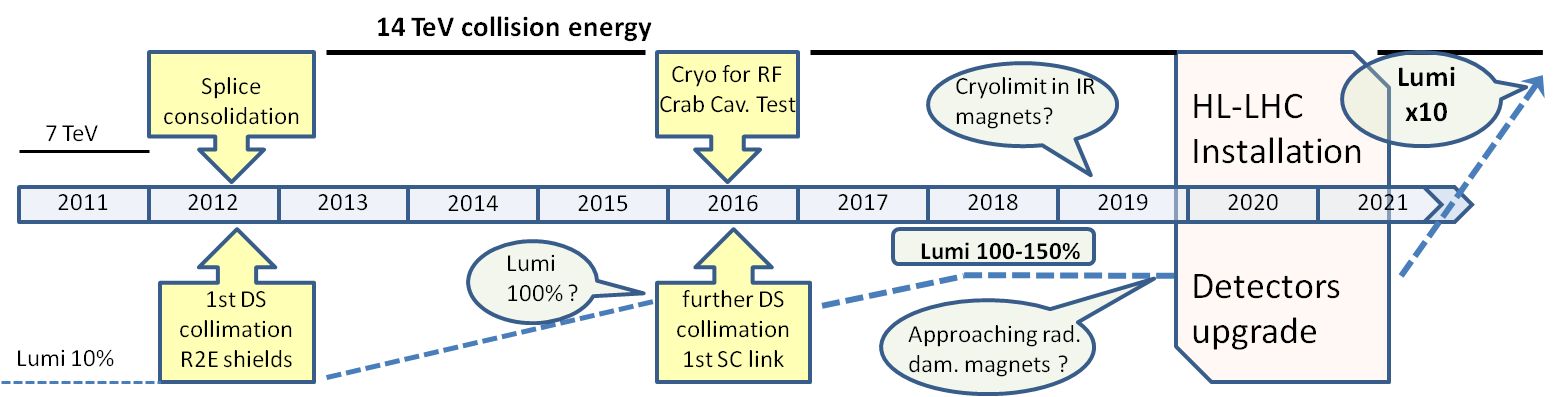 14 TeV collision energy
Splice
consolidation
Cryo for RF
Crab Cav. Test
Cryolimit in IR
magnets?
HL-LHC
Installation
Lumi
x10
7 TeV
2011 2012 2013 2014 2015 2016 2017 2018 2019 2020 2021
Lumi 100-150%
Lumi
100% ?
1st DS
collimation
R2E shields
further DS
collimation
1st SC link
Detectors
upgrade
Approaching rad.
dam. magnets ?
Lumi 10%